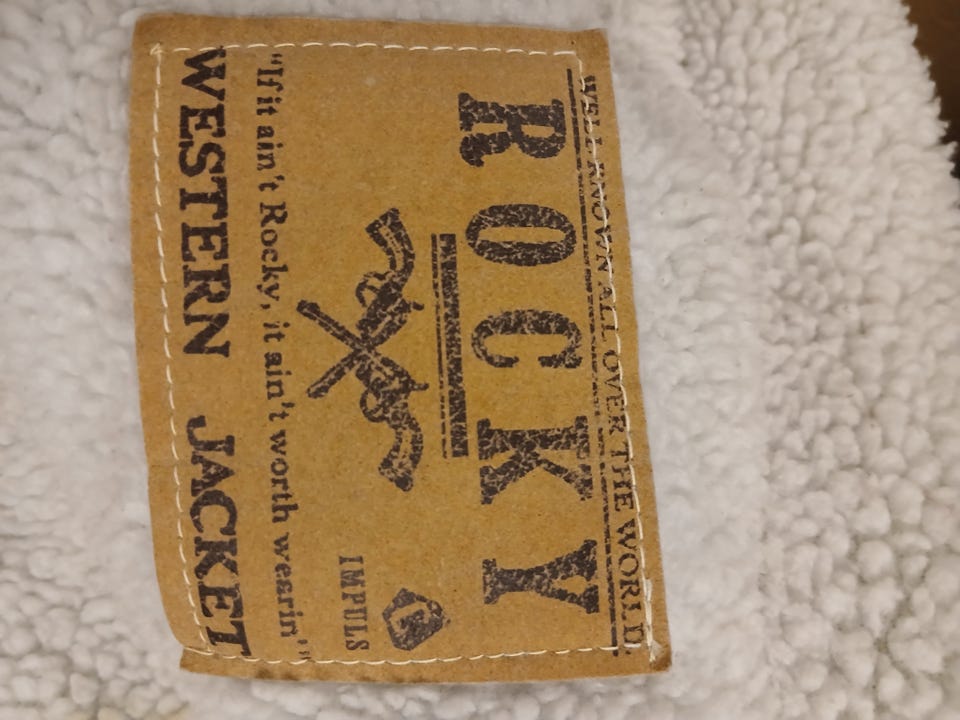 WELL KNOWN ALL OVER THE WORLD.
ROCKY
IMPULS
"If it ain't Rocky, it ain't worth wearin'"
WESTERN JACKET